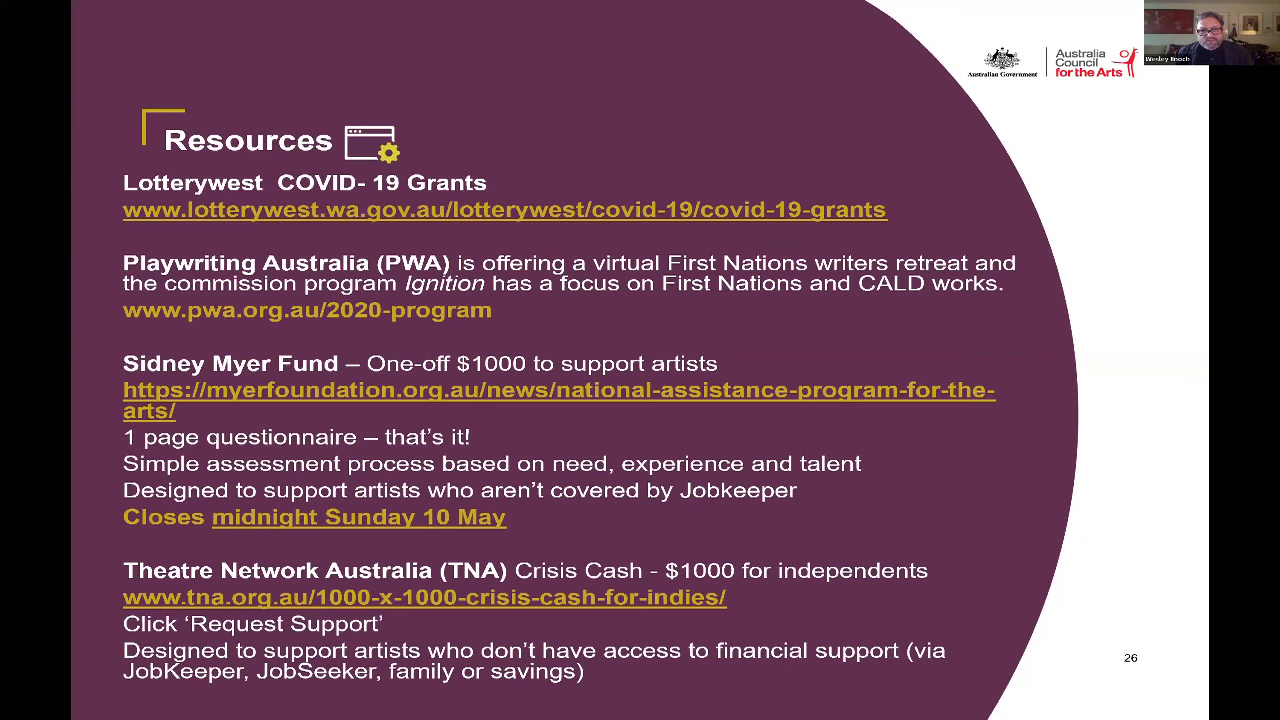 Australian Government
Australia
Council
for the Arts
Wesley Enoch
Resources
Lotterywest COVID- 19 Grants
www.lotterywest.wa.gov.au/lotterywest/covid-19/covid-19-grants
Playwriting Australia (PWA) is offering a virtual First Nations writers retreat and
the commission program Ignition has a focus on First Nations and CALD works.
www.pwa.org.au/2020-program
Sidney Myer Fund – One-off $1000 to support artists
https://myerfoundation.org.au/news/national-assistance-program-for-the-
arts/
1 page questionnaire – that’s it!
Simple assessment process based on need, experience and talent
Designed to support artists who aren’t covered by Jobkeeper
Closes midnight Sunday 10 May
Theatre Network Australia (TNA) Crisis Cash - $1000 for independents
www.tna.org.au/1000-x-1000-crisis-cash-for-indies/
Click ‘Request Support’
Designed to support artists who don’t have access to financial support (via
JobKeeper, JobSeeker, family or savings)
26